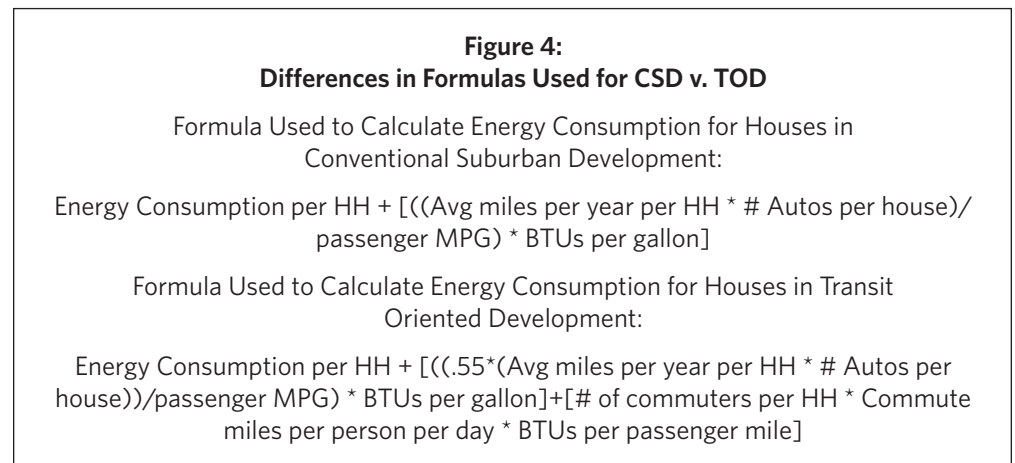 Figure 4:
Differences in Formulas Used for CSD v. TOD
Formula Used to Calculate Energy Consumption for Houses in
Conventional Suburban Development:
Energy Consumption per HH + [((Avg miles per year per HH * # Autos per house)/
passenger MPG) * BTUs per gallon]
Formula Used to Calculate Energy Consumption for Houses in Transit
Oriented Development:
Energy Consumption per HH + [((.55*(Avg miles per year per HH * # Autos per
house))/passenger MPG) * BTUs per gallon]+[# of commuters per HH * Commute
miles per person per day * BTUs per passenger mile]